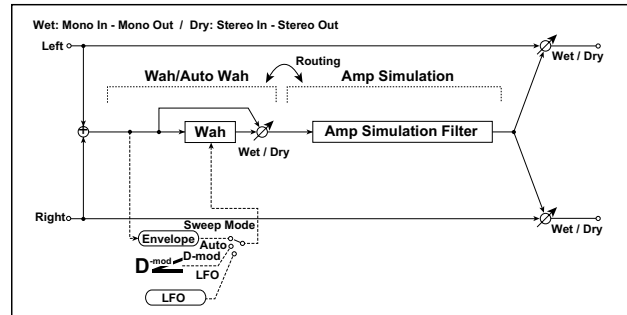 Wet: Mono In - Mono Out / Dry: Stereo In - Stereo Out
Left
Wet / Dry
Routing
Wah/Auto Wah
Amp Simulation
+
Wah
Amp Simulation Filter
Wet / Dry
Right
Wet / Dry
Sweep Mode
Envelope
Auto
D-mod
D-mod
LFO
LFO